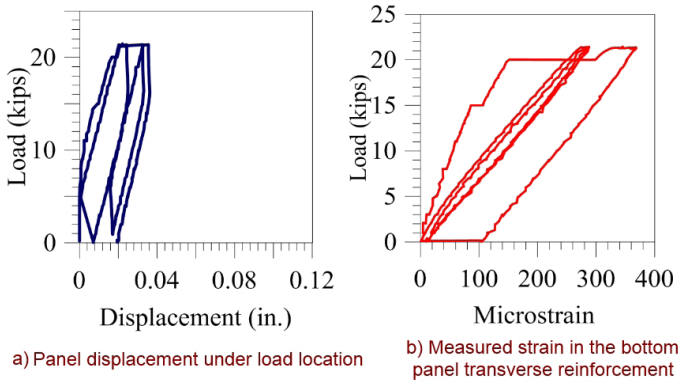 20
10
0
Load (kips)
0
0.04
0.08
0.12
Displacement (in.)
a) Panel displacement under load location
25
20
15
10
5
0
Load (kips)
0
100
200
300
400
Microstrain
b) Measured strain in the bottom
panel transverse reinforcement